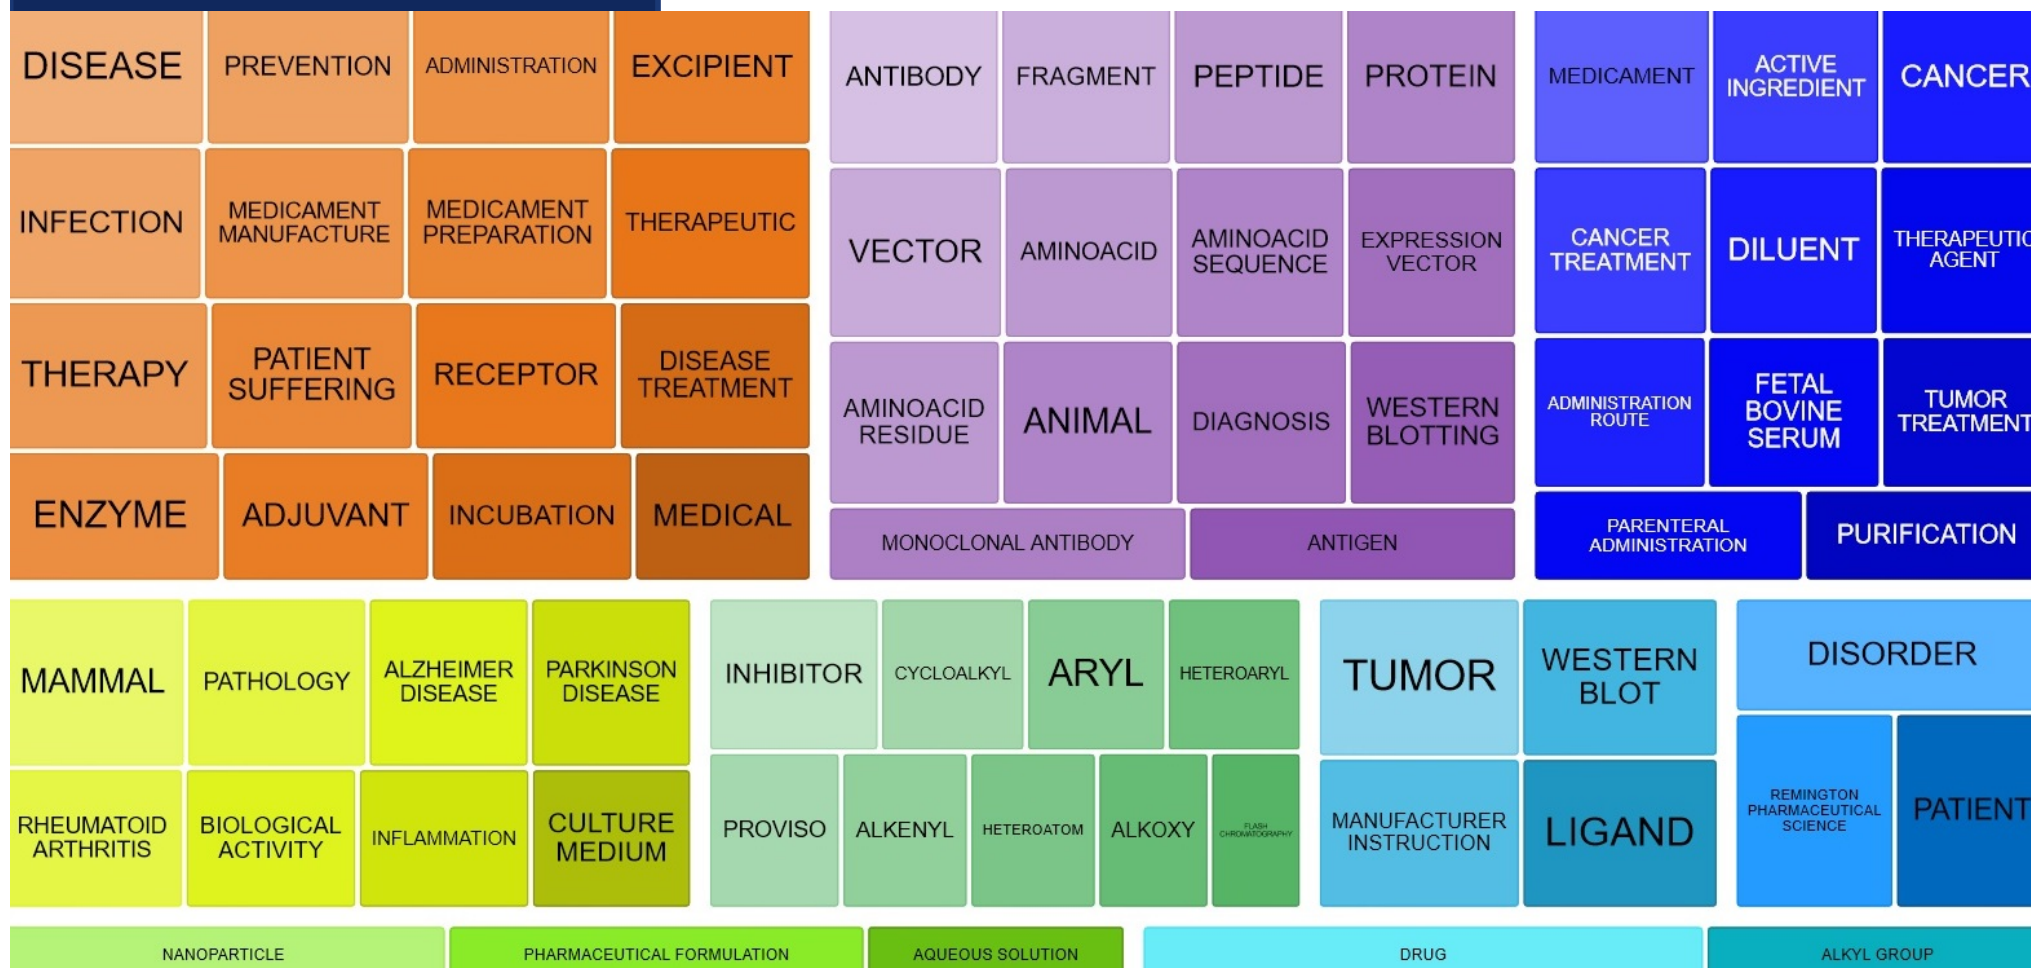 DISEASE
PREVENTION
ADMINISTRATION
EXCIPIENT
INFECTION
MEDICAMENT
MANUFACTURE
MEDICAMENT
PREPARATION
THERAPEUTIC
THERAPY
PATIENT
SUFFERING
RECEPTOR
DISEASE
TREATMENT
ENZYME
ADJUVANT
INCUBATION
MEDICAL
ANTIBODY
FRAGMENT
PEPTIDE
PROTEIN
VECTOR
AMINOACID
AMINOACID
SEQUENCE
EXPRESSION
VECTOR
AMINOACID
RESIDUE
ANIMAL
DIAGNOSIS
WESTERN
BLOTTING
MONOCLONAL ANTIBODY
ANTIGEN
MEDICAMENT
ACTIVE
INGREDIENT
CANCER
CANCER
TREATMENT
DILUENT
THERAPEUTIC
AGENT
ADMINISTRATION
ROUTE
FETAL
BOVINE
SERUM
TUMOR
TREATMENT
PARENTERAL
ADMINISTRATION
PURIFICATION
MAMMAL
PATHOLOGY
ALZHEIMER
DISEASE
PARKINSON
DISEASE
RHEUMATOID
ARTHRITIS
BIOLOGICAL
ACTIVITY
INFLAMMATION
CULTURE
MEDIUM
INHIBITOR
CYCLOALKYL
ARYL
HETEROARYL
PROVISO
ALKENYL
HETEROATOM
ALKOXY
FLASH
CHROMATOGRAPHY
TUMOR
WESTERN
BLOT
MANUFACTURER
INSTRUCTION
LIGAND
DISORDER
REMINGTON
PHARMACEUTICAL
SCIENCE
PATIENT
NANOPARTICLE
PHARMACEUTICAL FORMULATION
AQUEOUS SOLUTION
DRUG
ALKYL GROUP